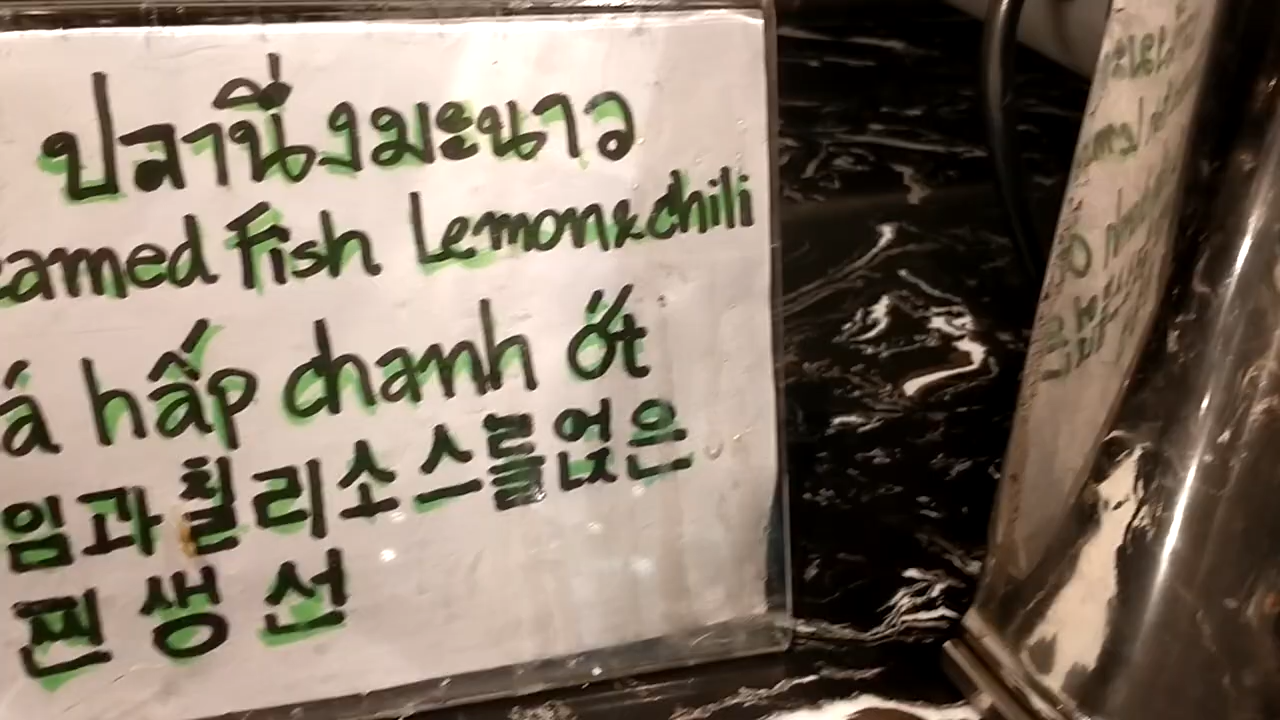 ปลานึ่งมะนาว
eamed Fish Lemon & chili
á hấp chanh ớt
임과 칠리소스를 얹은
찐 생선